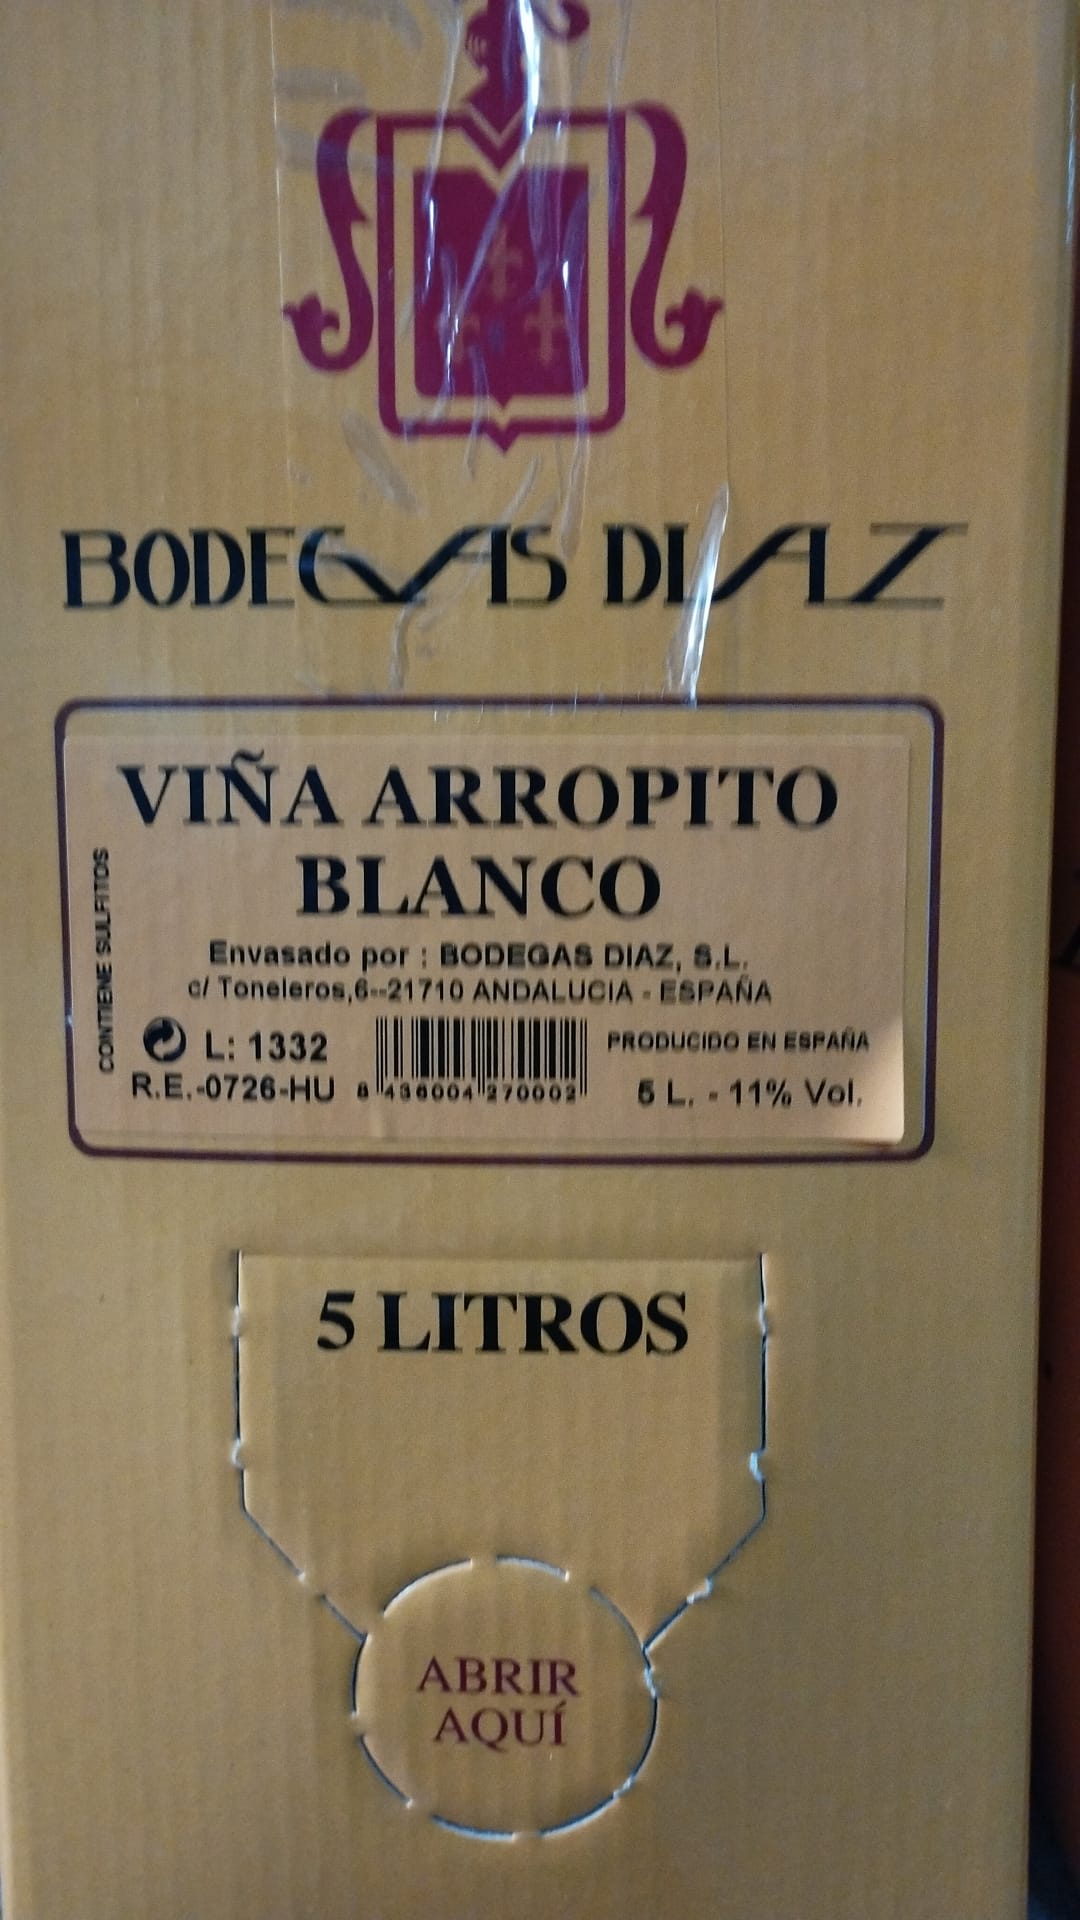 BODEGAS DIAZ
VIÑA ARROPITO
BLANCO
CONTIENE SULFITOS
Envasado por : BODEGAS DIAZ, S.L.
c/ Toneleros,6--21710 ANDALUCIA - ESPAÑA
L: 1332
PRODUCIDO EN ESPAÑA
R.E.-0726-HU
8 436004 270002
5 L. - 11% Vol.
5 LITROS
ABRIR
AQUÍ